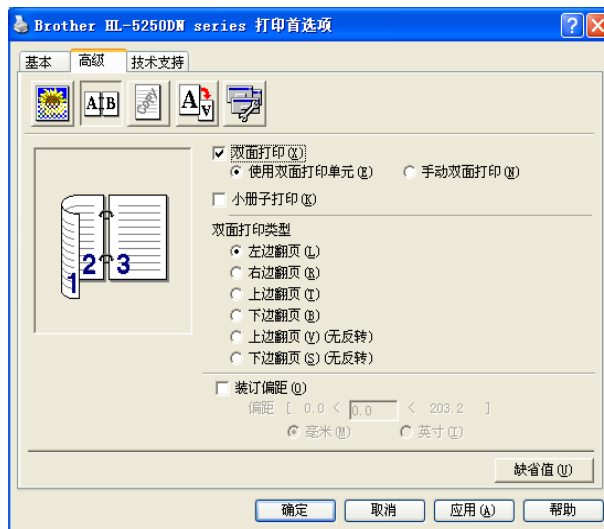 Brother HL-5250DN series 打印首选项
基本 高级 技术支持
A B Copy A V
双面打印(X)
使用双面打印单元(E) 手动双面打印(N)
小册子打印(K)
1 2 3
双面打印类型
左边翻页(L)
右边翻页(R)
上边翻页(T)
下边翻页(B)
上边翻页(V)(无反转)
下边翻页(S)(无反转)
装订偏距(O)
偏距 [ 0.0 < 0.0 < 203.2 ]
毫米(M) 英寸(I)
缺省值(U)
确定 取消 应用(A) 帮助